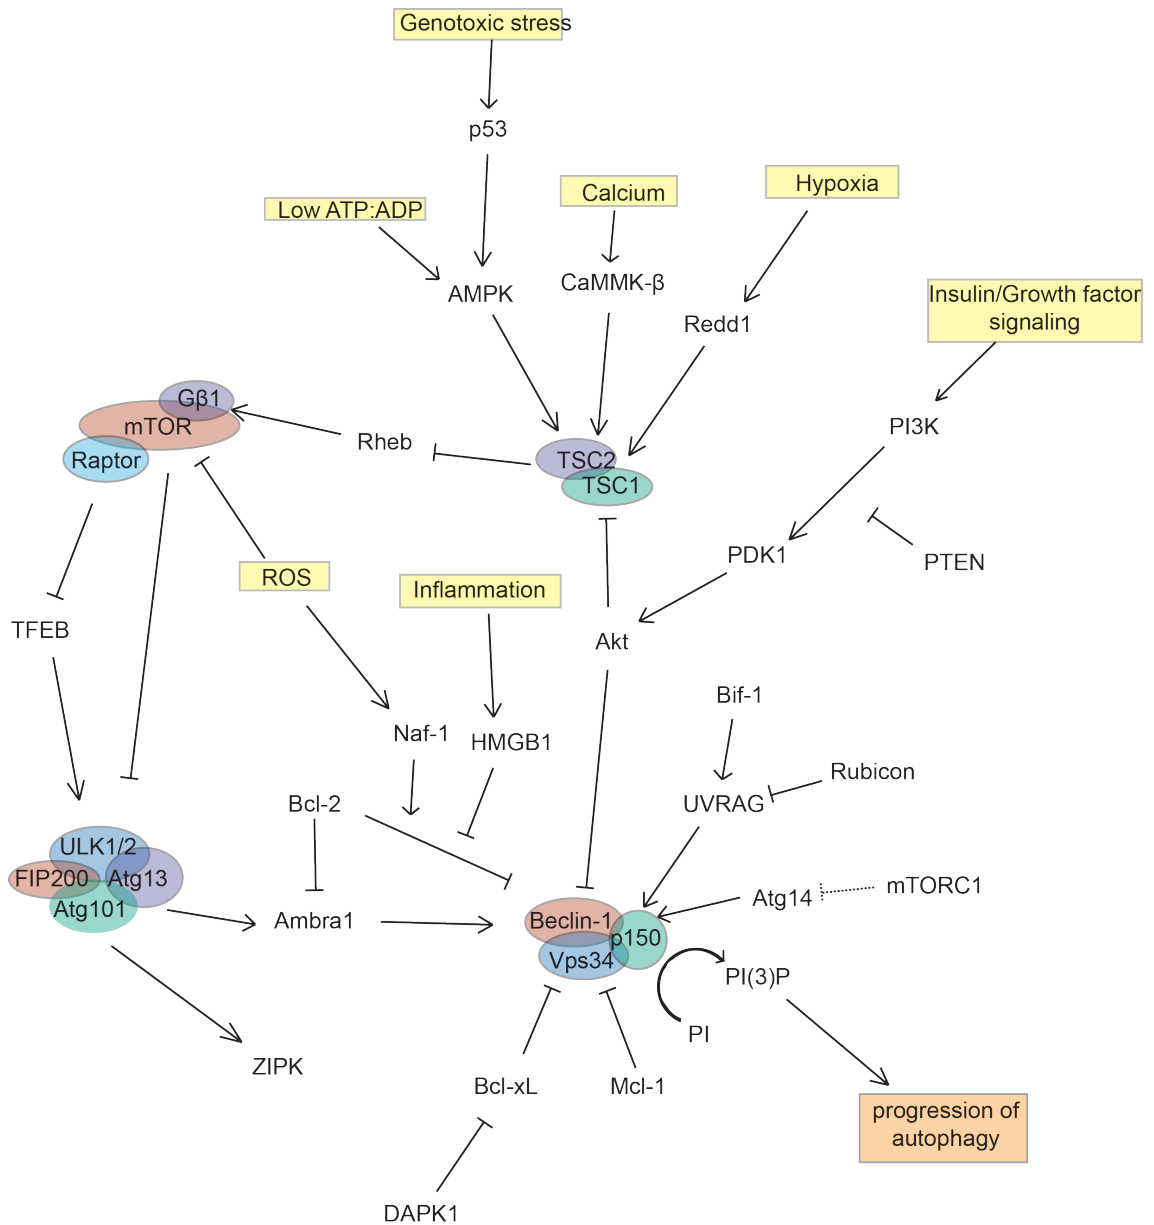 Genotoxic stress
p53
Hypoxia
Calcium
Low ATP:ADP
CaMMK-β
AMPK
Insulin/Growth factor
signaling
Redd1
Gβ1
mTOR
PI3K
Rheb
Raptor
TSC2
TSC1
PDK1
PTEN
ROS
Inflammation
TFEB
Akt
Bif-1
Naf-1
HMGB1
Rubicon
Bcl-2
UVRAG
ULK1/2
FIP200
Atg13
Atg101
mTORC1
Atg14
Ambra1
Beclin-1
p150
Vps34
PI(3)P
PI
ZIPK
Bcl-xL
Mcl-1
progression of
autophagy
DAPK1